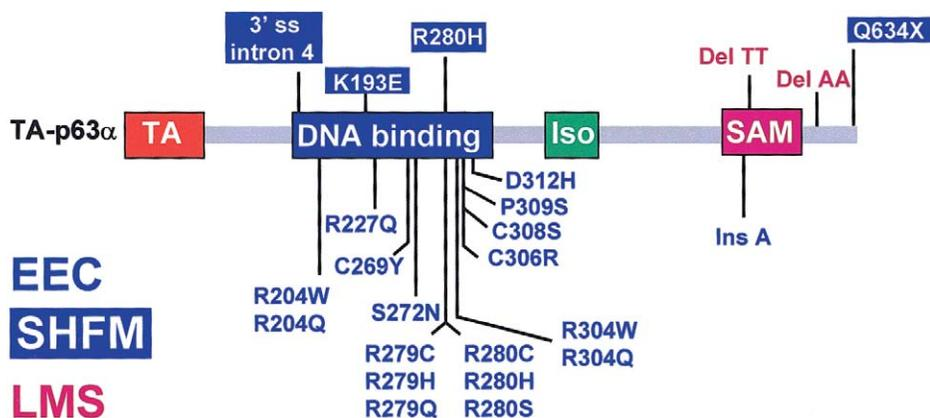 3' ss
intron 4
R280H
Q634X
K193E
Del TT
Del AA
TA-p63α
TA
DNA binding
Iso
SAM
D312H
P309S
R227Q
C308S
Ins A
C269Y
C306R
EEC
R204W
R204Q
S272N
SHFM
R304W
R304Q
R279C
R279H
R279Q
R280C
R280H
R280S
LMS